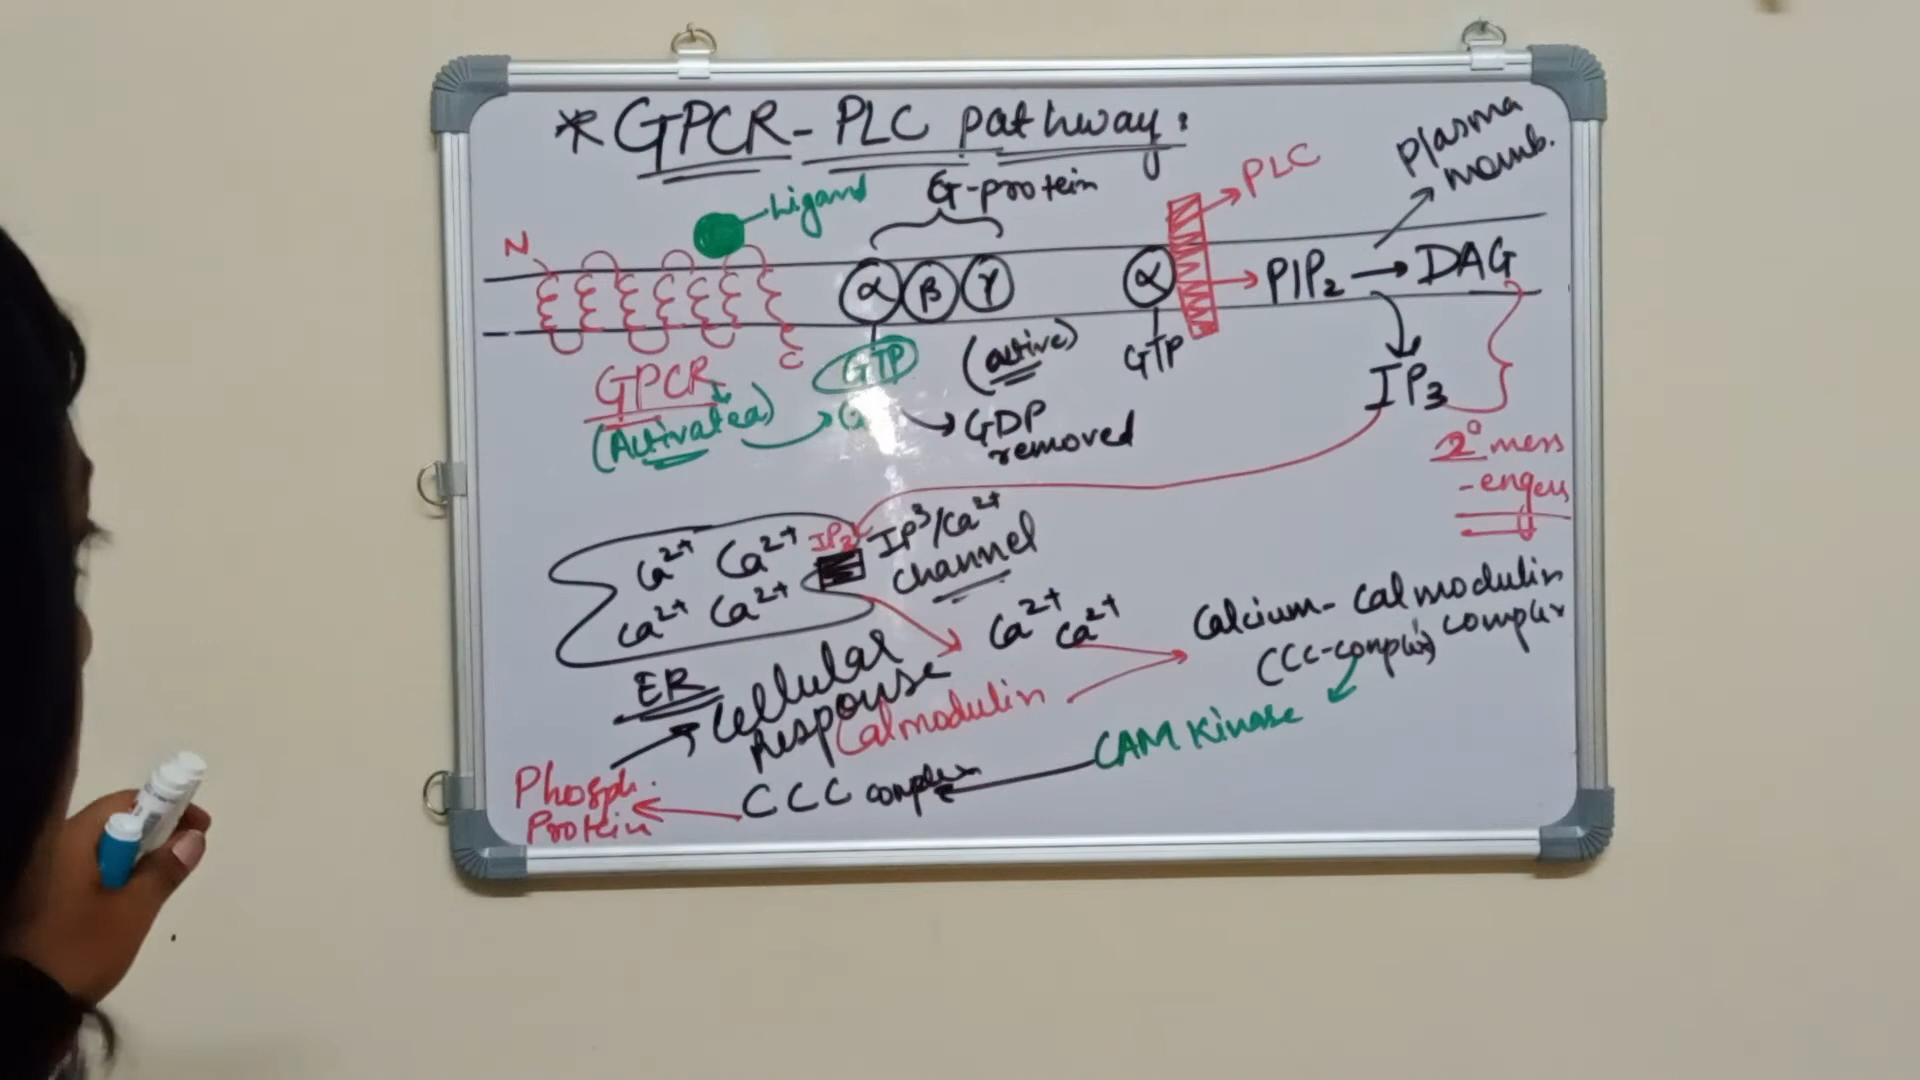 * GPCR - PLC pathway:
Plasma
memb.
PLC
G-protein
Ligand
N
α β γ
α
PIP₂ → DAG
GTP
(active)
GTP
GPCR
C
(Activated)
→ GDP
removed
IP₃
2° mess
-engers
Ca²⁺ Ca²⁺
Ca²⁺ Ca²⁺
IP₃
IP³/Ca²⁺
channel
ER
Ca²⁺ Ca²⁺
Calcium- Calmodulin
complex
(CCC-complex)
Calmodulin
CAM Kinase
CCC complex
Phosph.
Protein
Cellular
Response